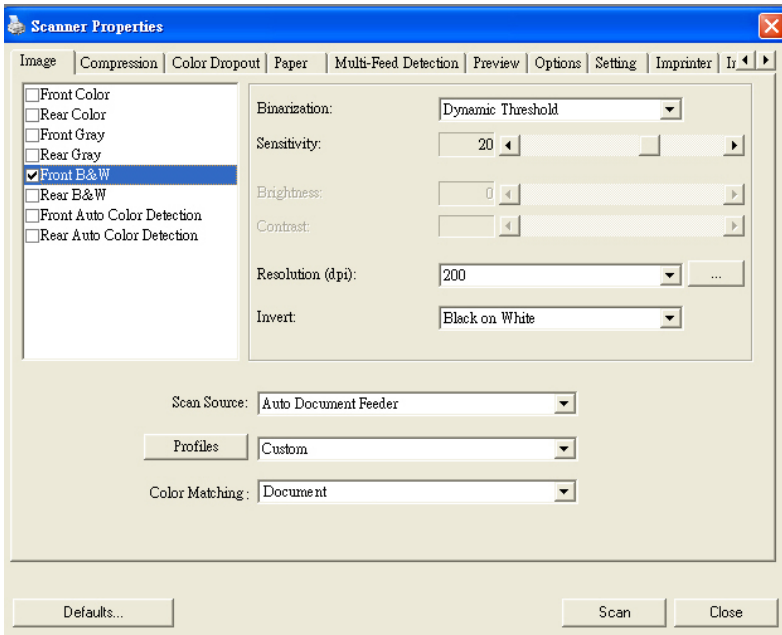 Scanner Properties
Image Compression Color Dropout Paper Multi-Feed Detection Preview Options Setting Imprinter
Front Color
Rear Color
Front Gray
Rear Gray
Front B&W
Rear B&W
Front Auto Color Detection
Rear Auto Color Detection
Binarization: Dynamic Threshold
Sensitivity: 20
Brightness: 0
Contrast:
Resolution (dpi): 200 ...
Invert: Black on White
Scan Source: Auto Document Feeder
Profiles Custom
Color Matching: Document
Defaults... Scan Close